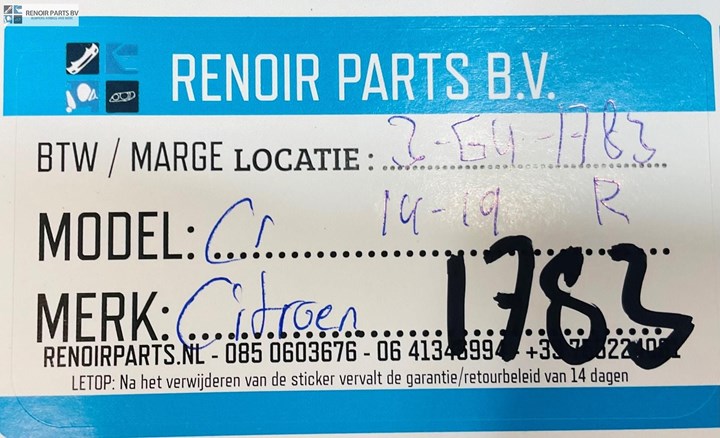 RENOIR PARTS BV
RENOIR PARTS B.V.
BTW / MARGE LOCATIE: 3-G4-1783
14-19 R
MODEL: C1
MERK: Citroen 1783
RENOIRPARTS.NL - 085 0603676 - 06
LETOP: Na het verwijderen van de sticker vervalt de garantie/retourbeleid van 14 dagen